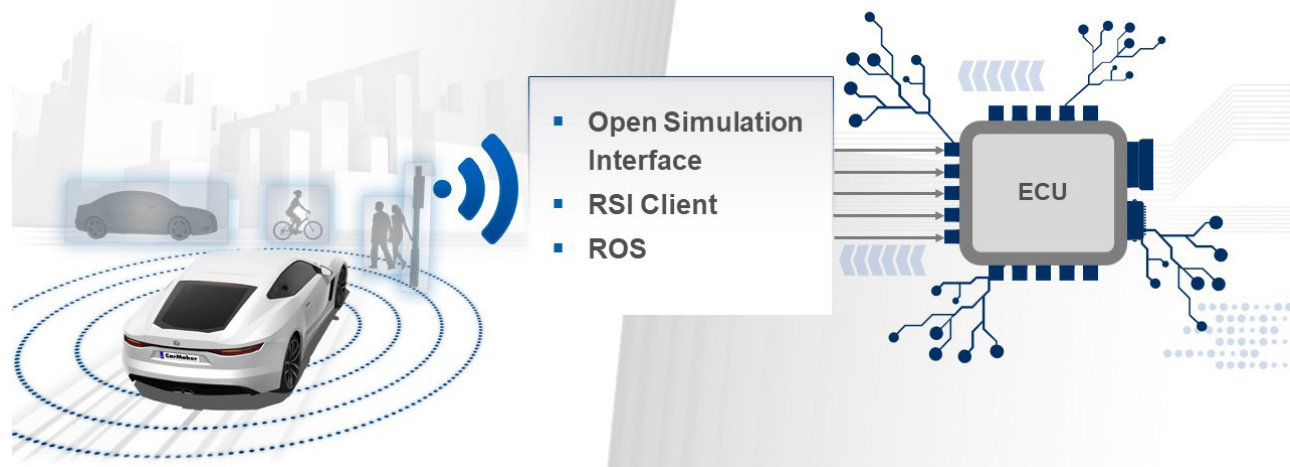 Open Simulation
Interface
RSI Client
ROS
ECU
CarMaker